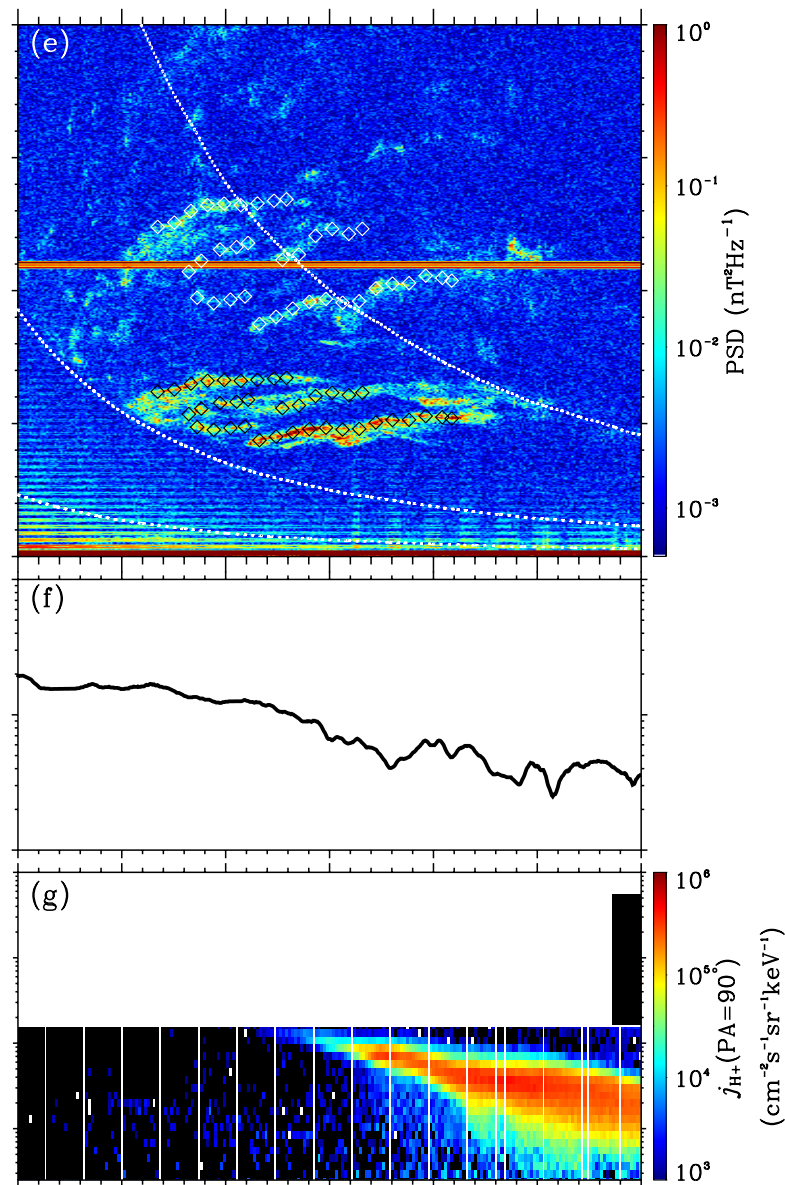 (e)
10⁰
10⁻¹
10⁻²
10⁻³
PSD (nT²Hz⁻¹)
(f)
(g)
10⁶
10⁵
10⁴
10³
j_H+(PA=90°)
(cm⁻²s⁻¹sr⁻¹keV⁻¹)